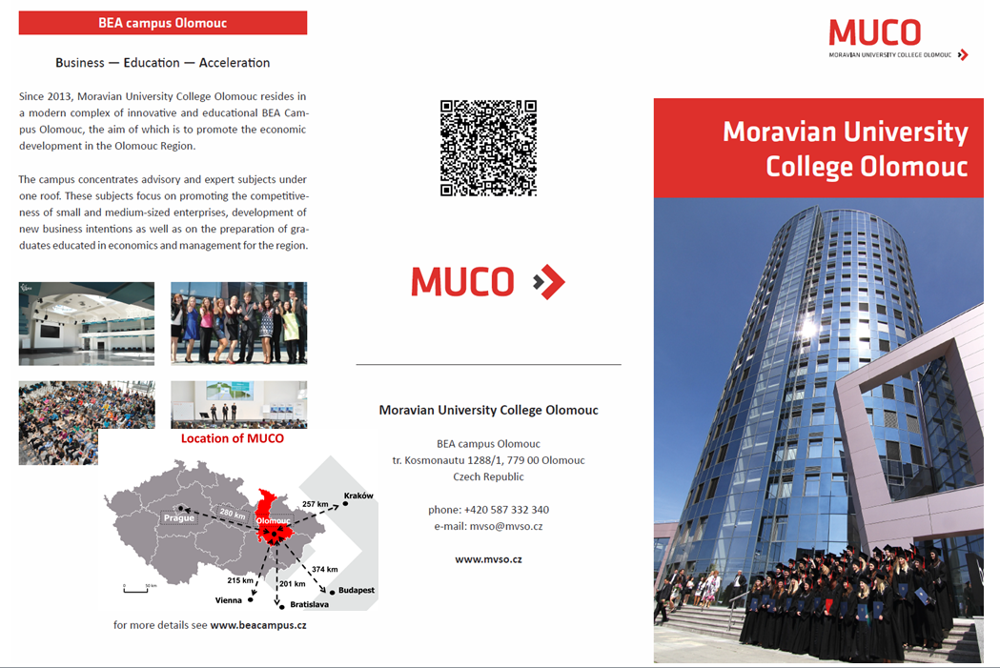 BEA campus Olomouc
Business — Education — Acceleration
Since 2013, Moravian University College Olomouc resides in
a modern complex of innovative and educational BEA Cam-
pus Olomouc, the aim of which is to promote the economic
development in the Olomouc Region.
The campus concentrates advisory and expert subjects under
one roof. These subjects focus on promoting the competitive-
ness of small and medium-sized enterprises, development of
new business intentions as well as on the preparation of gra-
duates educated in economics and management for the region.
Location of MUCO
Prague
280 km
Olomouc
257 km
Kraków
374 km
Budapest
201 km
Bratislava
215 km
Vienna
0 50 km
for more details see www.beacampus.cz
MUCO
Moravian University College Olomouc
BEA campus Olomouc
tr. Kosmonautu 1288/1, 779 00 Olomouc
Czech Republic
phone: +420 587 332 340
e-mail: mvso@mvso.cz
www.mvso.cz
MUCO
MORAVIAN UNIVERSITY COLLEGE OLOMOUC
Moravian University
College Olomouc